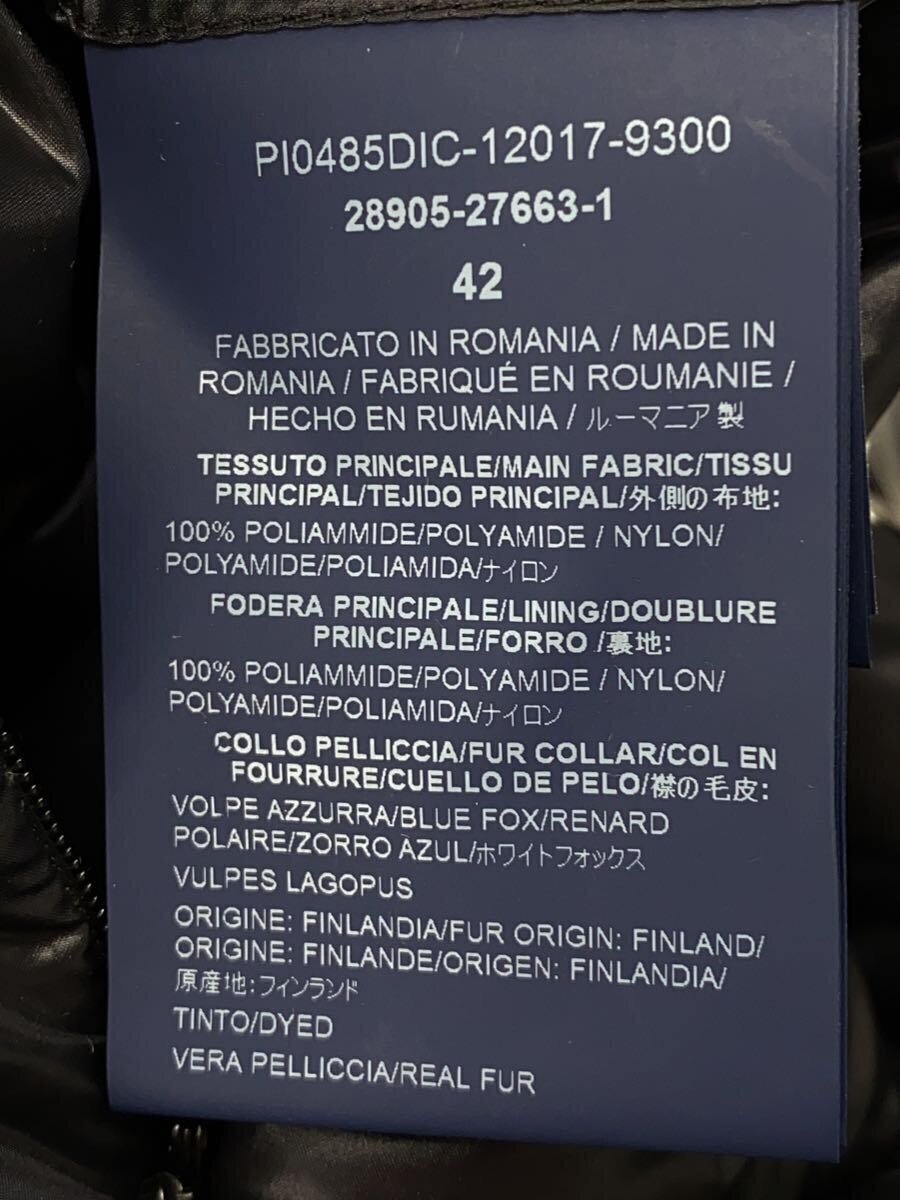 PI0485DIC-12017-9300
28905-27663-1
42
FABBRICATO IN ROMANIA / MADE IN
ROMANIA / FABRIQUÉ EN ROUMANIE /
HECHO EN RUMANIA / ルーマニア製
TESSUTO PRINCIPALE/MAIN FABRIC/TISSU
PRINCIPAL/TEJIDO PRINCIPAL/外側の布地:
100% POLIAMMIDE/POLYAMIDE / NYLON/
POLYAMIDE/POLIAMIDA/ナイロン
FODERA PRINCIPALE/LINING/DOUBLURE
PRINCIPALE/FORRO /裏地:
100% POLIAMMIDE/POLYAMIDE / NYLON/
POLYAMIDE/POLIAMIDA/ナイロン
COLLO PELLICCIA/FUR COLLAR/COL EN
FOURRURE/CUELLO DE PELO/襟の毛皮:
VOLPE AZZURRA/BLUE FOX/RENARD
POLAIRE/ZORRO AZUL/ホワイトフォックス
VULPES LAGOPUS
ORIGINE: FINLANDIA/FUR ORIGIN: FINLAND/
ORIGINE: FINLANDE/ORIGEN: FINLANDIA/
原産地:フィンランド
TINTO/DYED
VERA PELLICCIA/REAL FUR